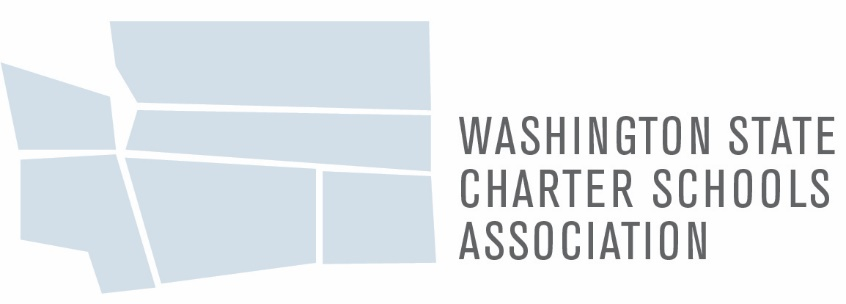 WASHINGTON STATE
CHARTER SCHOOLS
ASSOCIATION